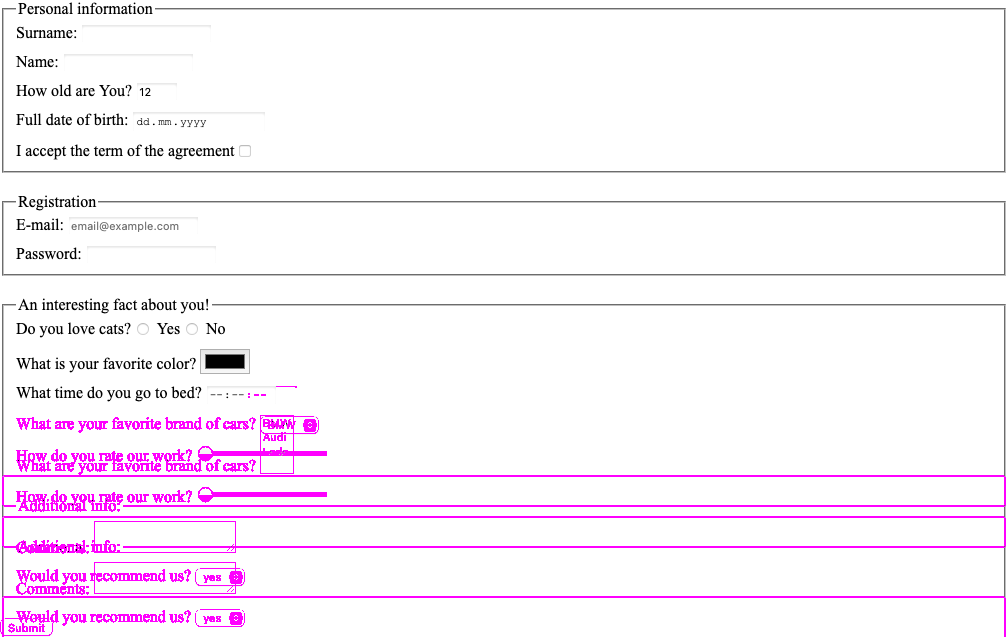 Personal information
Surname:
Name:
How old are You? 12
Full date of birth: dd.mm.yyyy
I accept the term of the agreement
Registration
E-mail: email@example.com
Password:
An interesting fact about you!
Do you love cats? Yes No
What is your favorite color?
What time do you go to bed? --:--:--
What are your favorite brand of cars? BMW
Audi
How do you rate our work?
What are your favorite brand of cars?
How do you rate our work?
Additional info:
Additional info:
Would you recommend us? yes
Comments:
Would you recommend us? yes
Submit